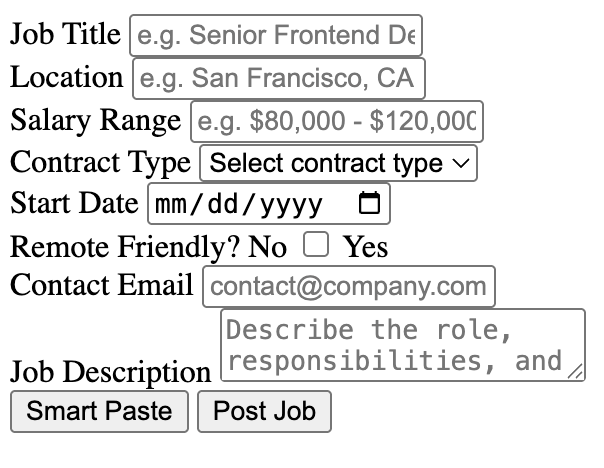 Job Title e.g. Senior Frontend De
Location e.g. San Francisco, CA
Salary Range e.g. $80,000 - $120,000
Contract Type Select contract type
Start Date mm/dd/yyyy
Remote Friendly? No Yes
Contact Email contact@company.com
Describe the role,
Job Description responsibilities, and
Smart Paste Post Job